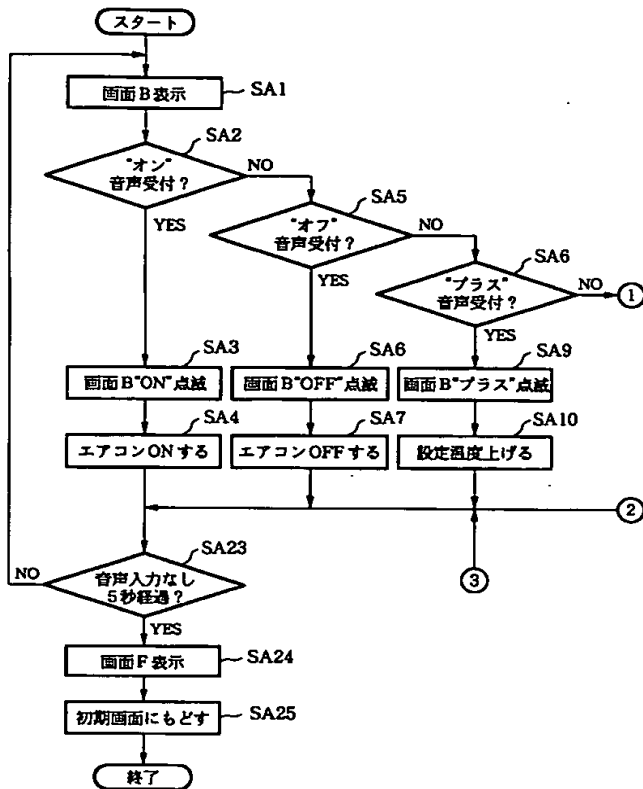 スタート
画面B表示
SA1
SA2
"オン"
音声受付?
NO
YES
SA5
"オフ"
音声受付?
NO
YES
SA6
"プラス"
音声受付?
NO
①
YES
SA3
画面B"ON"点滅
SA6
画面B"OFF"点滅
SA9
画面B"プラス"点滅
SA4
エアコンONする
SA7
エアコンOFFする
SA10
設定温度上げる
②
③
SA23
音声入力なし
5秒経過?
NO
YES
画面F表示
SA24
初期画面にもどす
SA25
終了